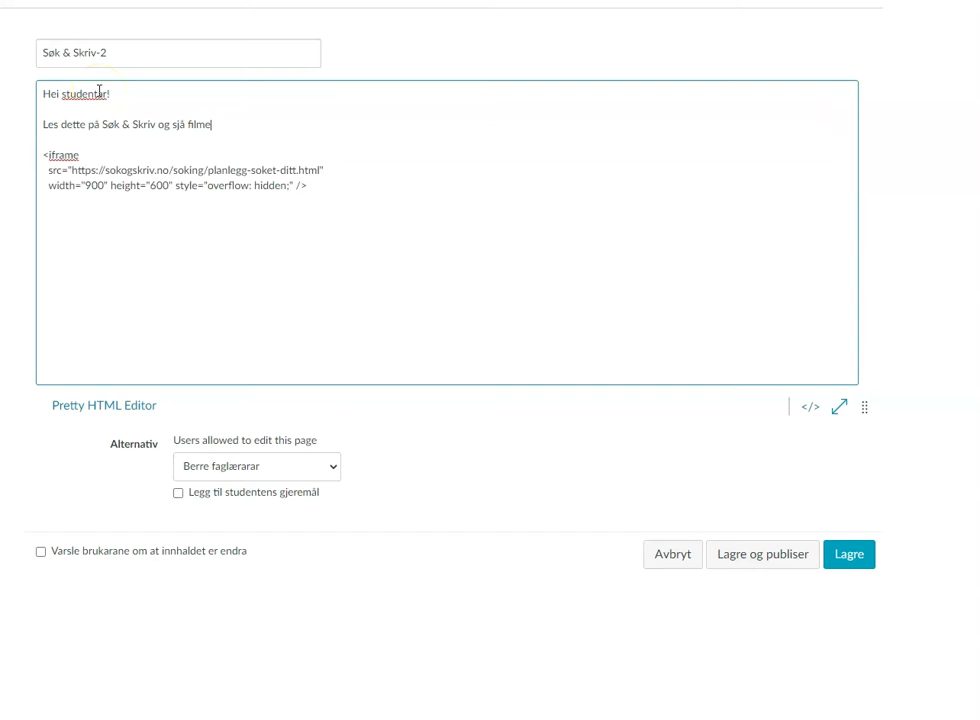 Søk & Skriv-2
Hei studentar!
Les dette på Søk & Skriv og sjå filme
<iframe
src="https://sokogskriv.no/soking/planlegg-soket-ditt.html"
width="900" height="600" style="overflow: hidden;" />
Pretty HTML Editor
</>
Alternativ
Users allowed to edit this page
Berre faglærarar
Legg til studentens gjeremål
Varsle brukarane om at innhaldet er endra
Avbryt
Lagre og publiser
Lagre